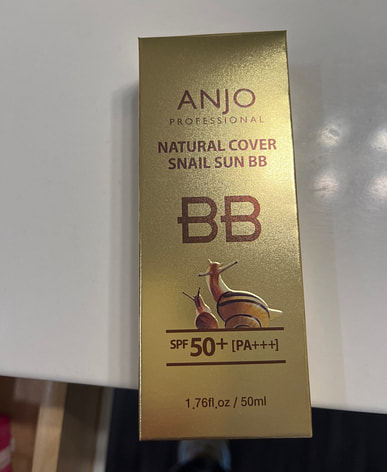 ANJO
PROFESSIONAL
NATURAL COVER
SNAIL SUN BB
BB
SPF 50+ [PA+++]
1.76fl.oz / 50ml